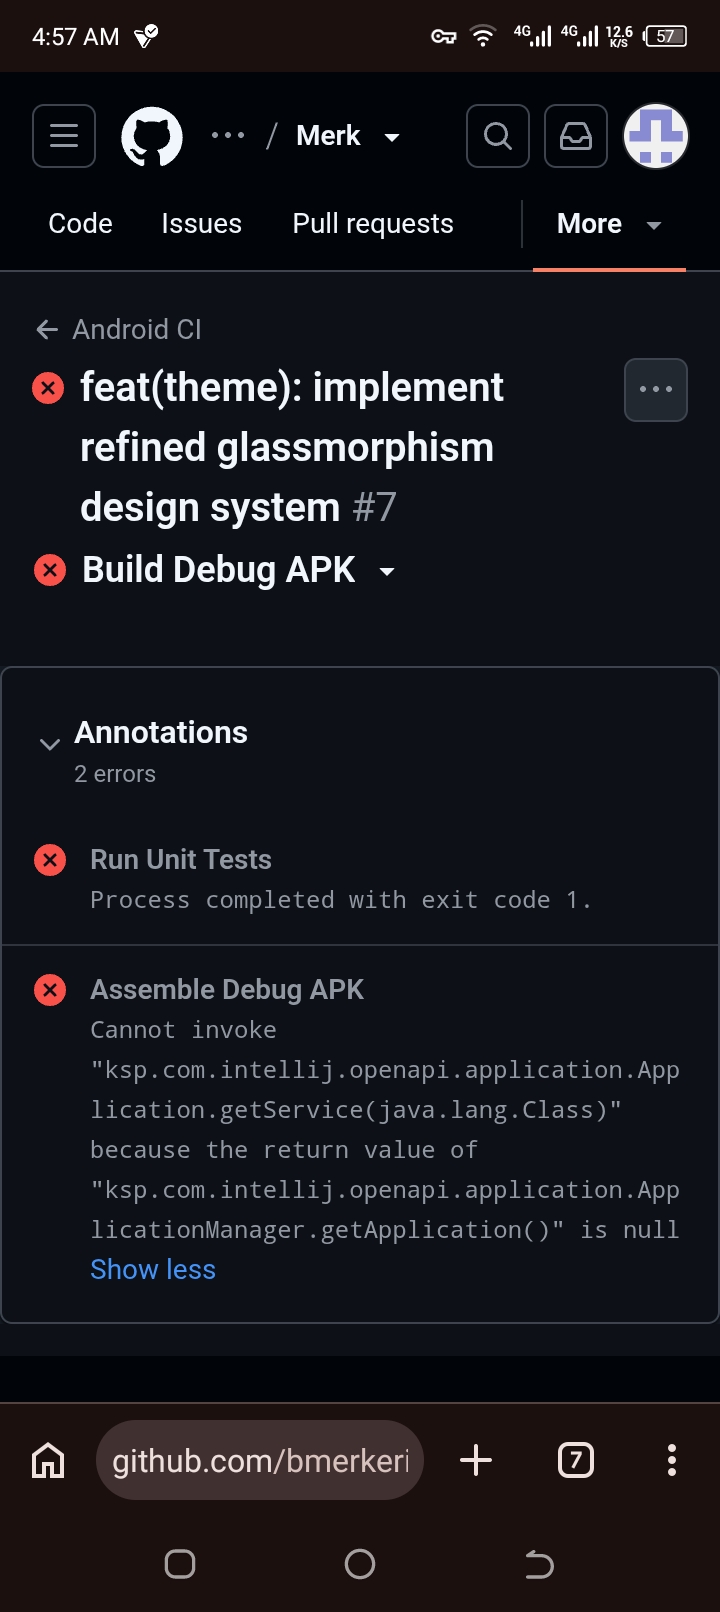 4:57 AM
4G 4G 12.6 K/S 57
··· / Merk
Code Issues Pull requests More
← Android CI
feat(theme): implement
refined glassmorphism
design system #7
Build Debug APK
Annotations
2 errors
Run Unit Tests
Process completed with exit code 1.
Assemble Debug APK
Cannot invoke
"ksp.com.intellij.openapi.application.App
lication.getService(java.lang.Class)"
because the return value of
"ksp.com.intellij.openapi.application.App
licationManager.getApplication()" is null
Show less
github.com/bmerkeri
7